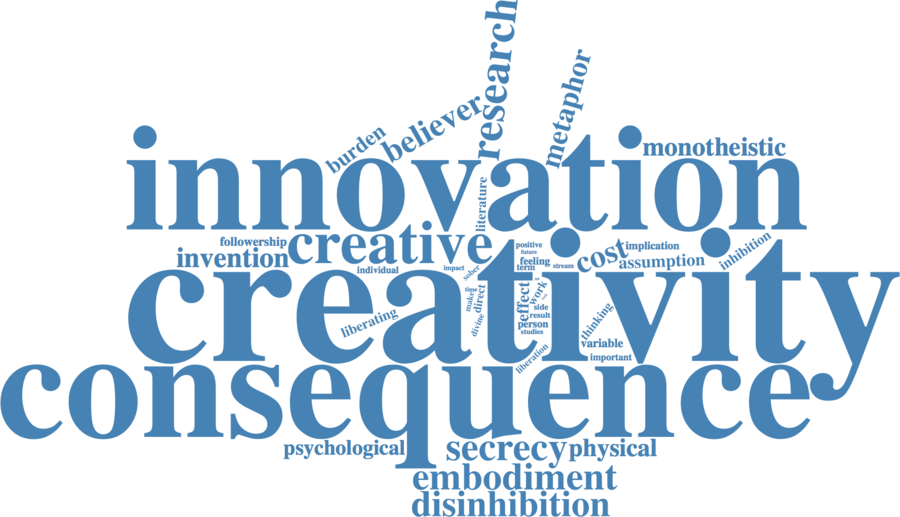 research
metaphor
believer
burden
innovation
monotheistic
literature
followership
creative
positive
future
cost
implication
inhibition
invention
feeling
assumption
individual
impact
sober
term
stream
creativity
time
make
direct
divine
effect
work
side
result
person
studies
thinking
liberating
variable
liberation
important
consequence
psychological
secrecy
physical
embodiment
disinhibition